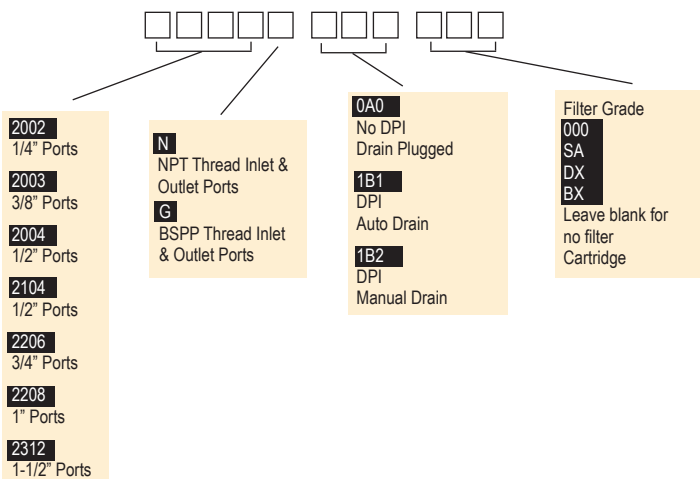 2002
1/4” Ports
2003
3/8” Ports
2004
1/2” Ports
2104
1/2” Ports
2206
3/4” Ports
2208
1” Ports
2312
1-1/2” Ports
N
NPT Thread Inlet &
Outlet Ports
G
BSPP Thread Inlet
& Outlet Ports
0A0
No DPI
Drain Plugged
1B1
DPI
Auto Drain
1B2
DPI
Manual Drain
Filter Grade
000
SA
DX
BX
Leave blank for
no filter
Cartridge